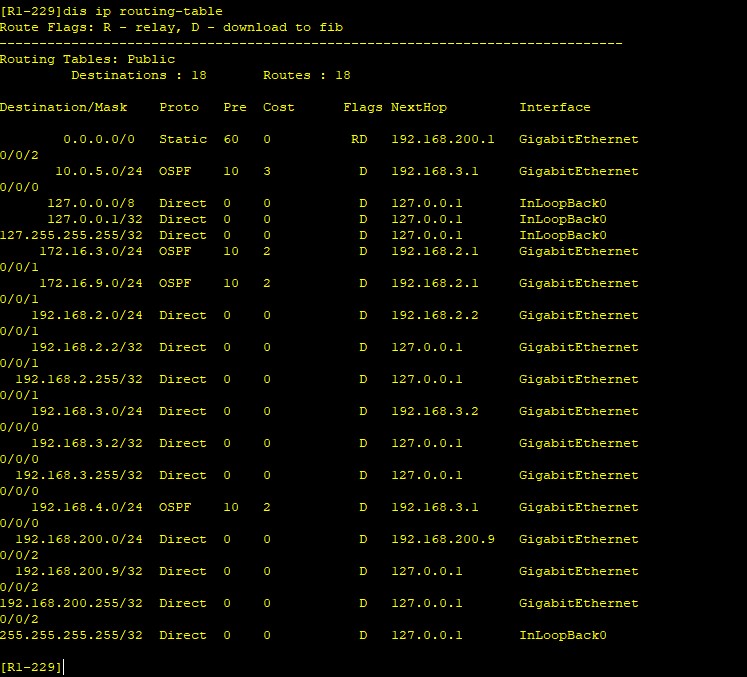 [R1-229]dis ip routing-table
Route Flags: R - relay, D - download to fib
------------------------------------------------------------------------------
Routing Tables: Public
         Destinations : 18       Routes : 18

Destination/Mask    Proto   Pre  Cost      Flags NextHop         Interface

        0.0.0.0/0   Static  60   0          RD   192.168.200.1   GigabitEthernet
0/0/2
       10.0.5.0/24  OSPF    10   3           D   192.168.3.1     GigabitEthernet
0/0/0
      127.0.0.0/8   Direct  0    0           D   127.0.0.1       InLoopBack0
      127.0.0.1/32  Direct  0    0           D   127.0.0.1       InLoopBack0
127.255.255.255/32  Direct  0    0           D   127.0.0.1       InLoopBack0
     172.16.3.0/24  OSPF    10   2           D   192.168.2.1     GigabitEthernet
0/0/1
     172.16.9.0/24  OSPF    10   2           D   192.168.2.1     GigabitEthernet
0/0/1
    192.168.2.0/24  Direct  0    0           D   192.168.2.2     GigabitEthernet
0/0/1
    192.168.2.2/32  Direct  0    0           D   127.0.0.1       GigabitEthernet
0/0/1
  192.168.2.255/32  Direct  0    0           D   127.0.0.1       GigabitEthernet
0/0/1
    192.168.3.0/24  Direct  0    0           D   192.168.3.2     GigabitEthernet
0/0/0
    192.168.3.2/32  Direct  0    0           D   127.0.0.1       GigabitEthernet
0/0/0
  192.168.3.255/32  Direct  0    0           D   127.0.0.1       GigabitEthernet
0/0/0
    192.168.4.0/24  OSPF    10   2           D   192.168.3.1     GigabitEthernet
0/0/0
  192.168.200.0/24  Direct  0    0           D   192.168.200.9   GigabitEthernet
0/0/2
  192.168.200.9/32  Direct  0    0           D   127.0.0.1       GigabitEthernet
0/0/2
192.168.200.255/32  Direct  0    0           D   127.0.0.1       GigabitEthernet
0/0/2
255.255.255.255/32  Direct  0    0           D   127.0.0.1       InLoopBack0

[R1-229]